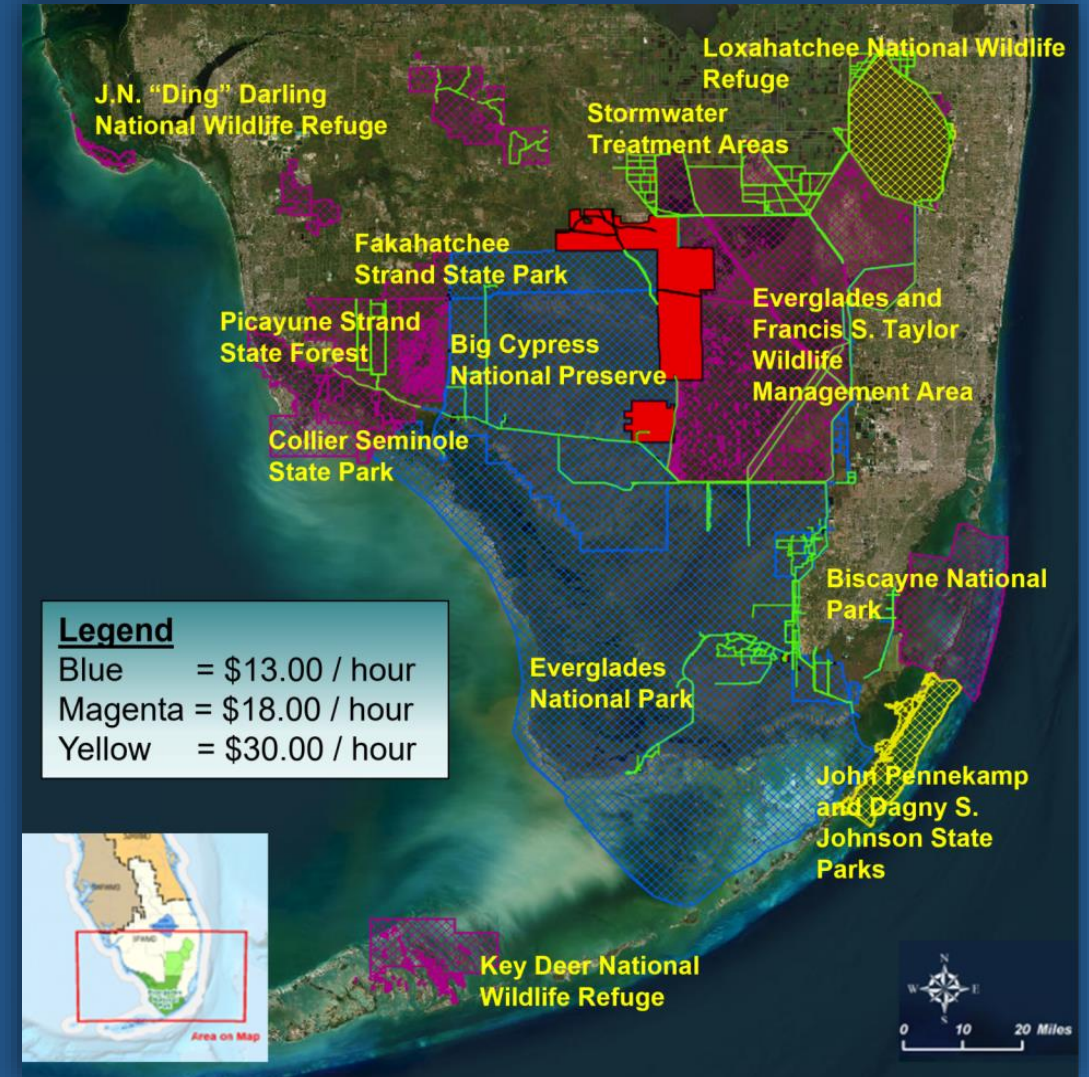 Loxahatchee National Wildlife
Refuge
J.N. “Ding” Darling
National Wildlife Refuge
Stormwater
Treatment Areas
Fakahatchee
Strand State Park
Everglades and
Francis S. Taylor
Wildlife
Management Area
Picayune Strand
State Forest
Big Cypress
National Preserve
Collier Seminole
State Park
Biscayne National
Park
Legend
Blue = $13.00 / hour
Magenta = $18.00 / hour
Yellow = $30.00 / hour
Everglades
National Park
John Pennekamp
and Dagny S.
Johnson State
Parks
Key Deer National
Wildlife Refuge
Area on Map
N
W E
S
0 10 20 Miles